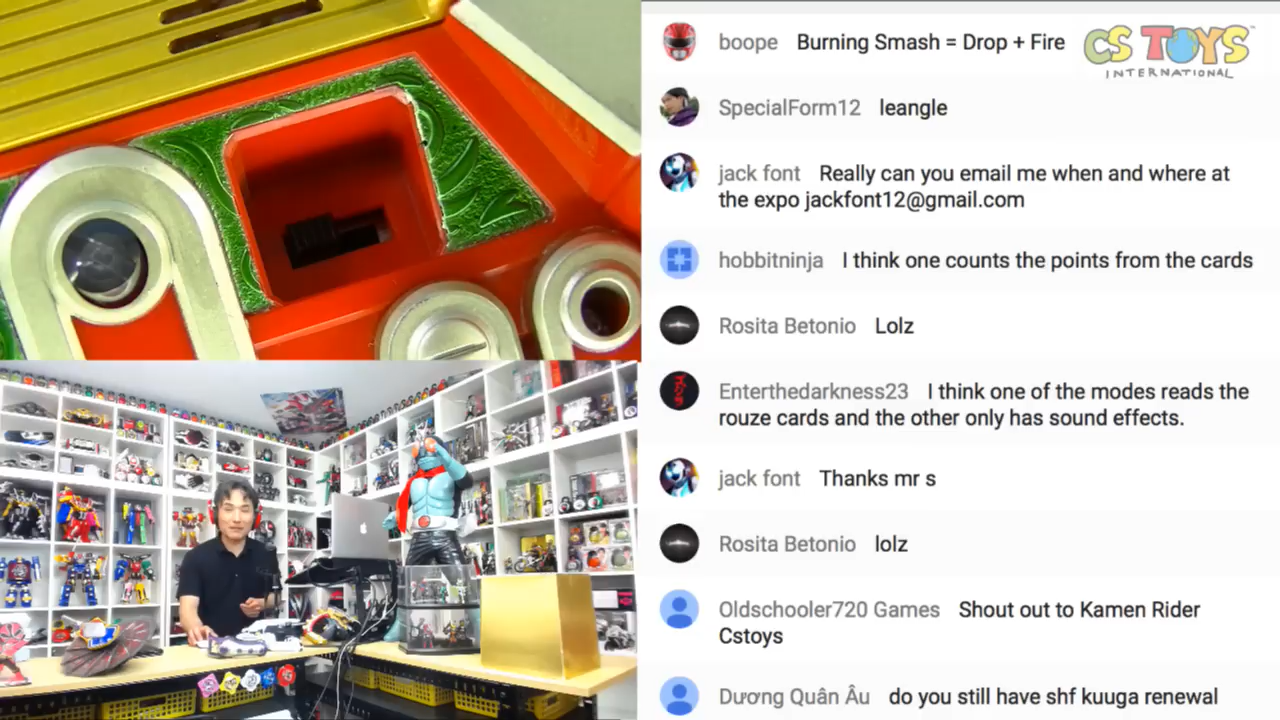 boope Burning Smash = Drop + Fire
CS TOYS
INTERNATIONAL
SpecialForm12 leangle
jack font Really can you email me when and where at
the expo jackfont12@gmail.com
hobbitninja I think one counts the points from the cards
Rosita Betonio Lolz
Enterthedarkness23 I think one of the modes reads the
rouze cards and the other only has sound effects.
jack font Thanks mr s
Rosita Betonio lolz
Oldschooler720 Games Shout out to Kamen Rider
Cstoys
Dương Quân Âu do you still have shf kuuga renewal